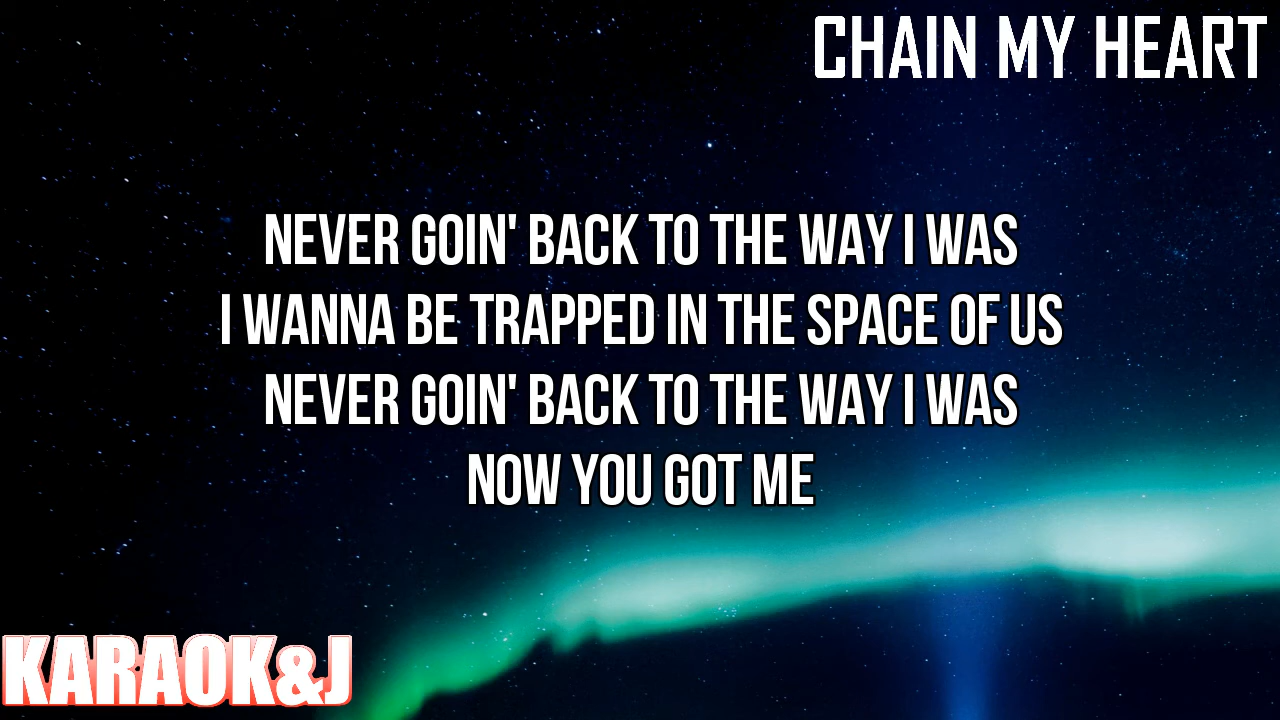 CHAIN MY HEART
NEVER GOIN' BACK TO THE WAY I WAS
I WANNA BE TRAPPED IN THE SPACE OF US
NEVER GOIN' BACK TO THE WAY I WAS
NOW YOU GOT ME
KARAOK&J